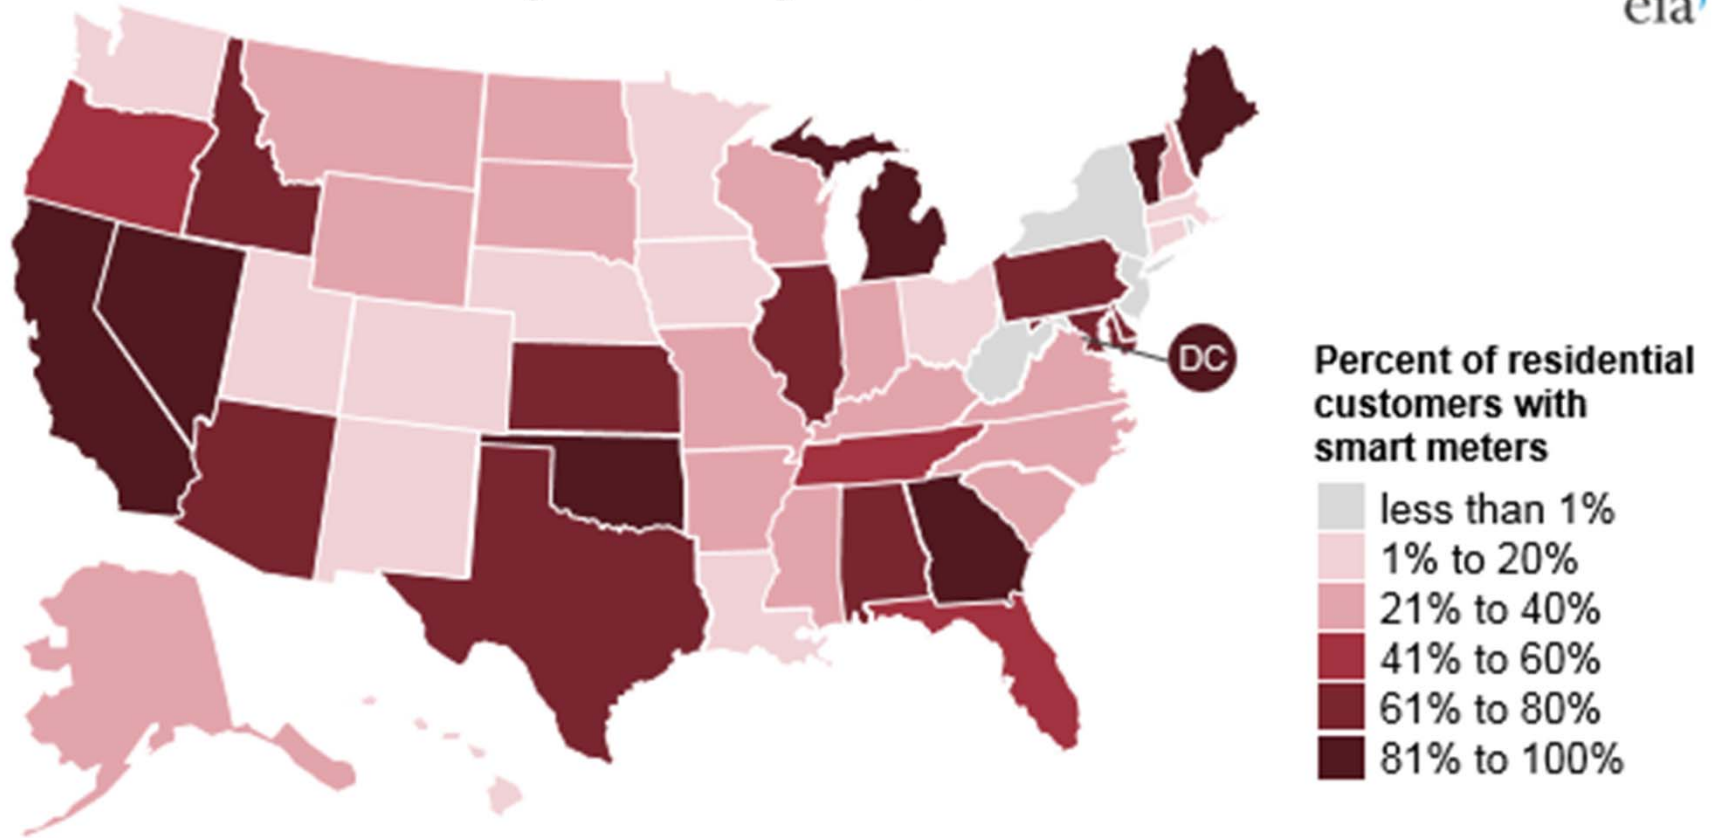 eia
DC
Percent of residential
customers with
smart meters
less than 1%
1% to 20%
21% to 40%
41% to 60%
61% to 80%
81% to 100%